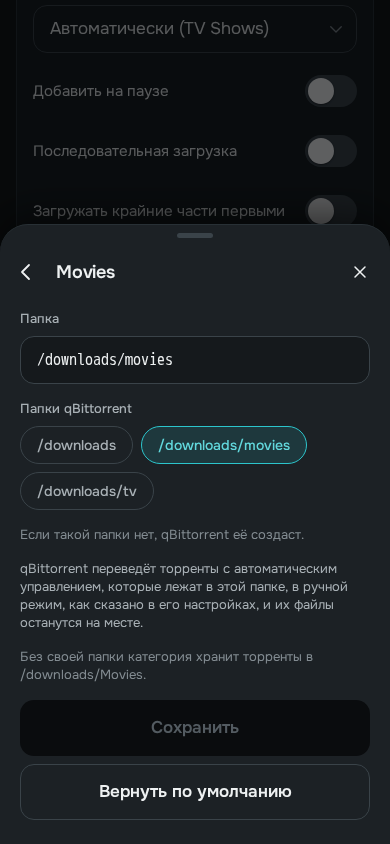 Автоматически (TV Shows)
Добавить на паузе
Последовательная загрузка
Загружать крайние части первыми
Movies
Папка
/downloads/movies
Папки qBittorrent
/downloads
/downloads/movies
/downloads/tv
Если такой папки нет, qBittorrent её создаст.
qBittorrent переведёт торренты с автоматическим
управлением, которые лежат в этой папке, в ручной
режим, как сказано в его настройках, и их файлы
останутся на месте.
Без своей папки категория хранит торренты в
/downloads/Movies.
Сохранить
Вернуть по умолчанию